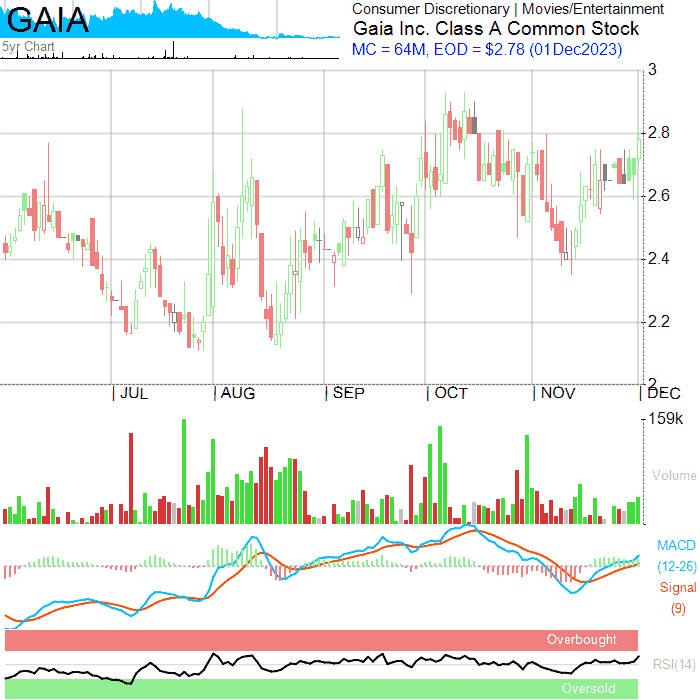 GAIA
5yr Chart
Consumer Discretionary | Movies/Entertainment
Gaia Inc. Class A Common Stock
MC = 64M, EOD = $2.78 (01Dec2023)
3
2.8
2.6
2.4
2.2
2
| JUL | AUG | SEP | OCT | NOV | DEC
159k
Volume
MACD
(12-26)
Signal
(9)
Overbought
RSI(14)
Oversold